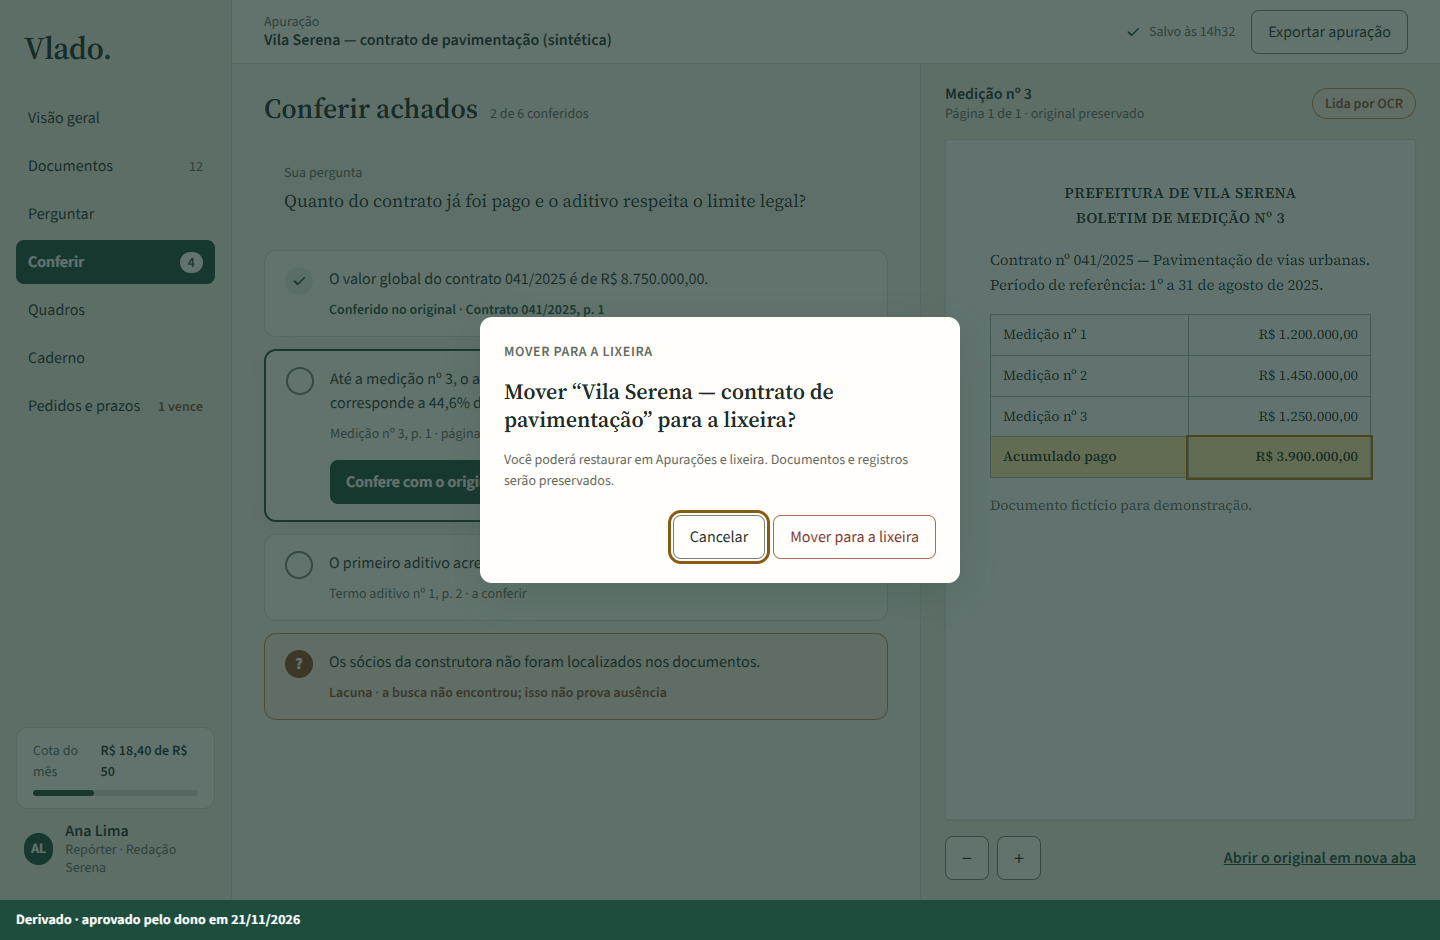 Vlado.
Visão geral
Documentos 12
Perguntar
Conferir 4
Quadros
Caderno
Pedidos e prazos 1 vence
Cota do mês
R$ 18,40 de R$ 50
AL
Ana Lima
Repórter · Redação
Serena
Apuração
Vila Serena — contrato de pavimentação (sintética)
Salvo às 14h32
Exportar apuração
Conferir achados 2 de 6 conferidos
Sua pergunta
Quanto do contrato já foi pago e o aditivo respeita o limite legal?
O valor global do contrato 041/2025 é de R$ 8.750.000,00.
Conferido no original · Contrato 041/2025, p. 1
Até a medição nº 3, o a
corresponde a 44,6% d
Medição nº 3, p. 1 · página
Confere com o origi
O primeiro aditivo acre
Termo aditivo nº 1, p. 2 · a conferir
?
Os sócios da construtora não foram localizados nos documentos.
Lacuna · a busca não encontrou; isso não prova ausência
MOVER PARA A LIXEIRA
Mover “Vila Serena — contrato de
pavimentação” para a lixeira?
Você poderá restaurar em Apurações e lixeira. Documentos e registros
serão preservados.
Cancelar
Mover para a lixeira
Medição nº 3
Página 1 de 1 · original preservado
Lida por OCR
PREFEITURA DE VILA SERENA
BOLETIM DE MEDIÇÃO Nº 3
Contrato nº 041/2025 — Pavimentação de vias urbanas.
Período de referência: 1º a 31 de agosto de 2025.
Medição nº 1 R$ 1.200.000,00
Medição nº 2 R$ 1.450.000,00
Medição nº 3 R$ 1.250.000,00
Acumulado pago R$ 3.900.000,00
Documento fictício para demonstração.
− +
Abrir o original em nova aba
Derivado · aprovado pelo dono em 21/11/2026